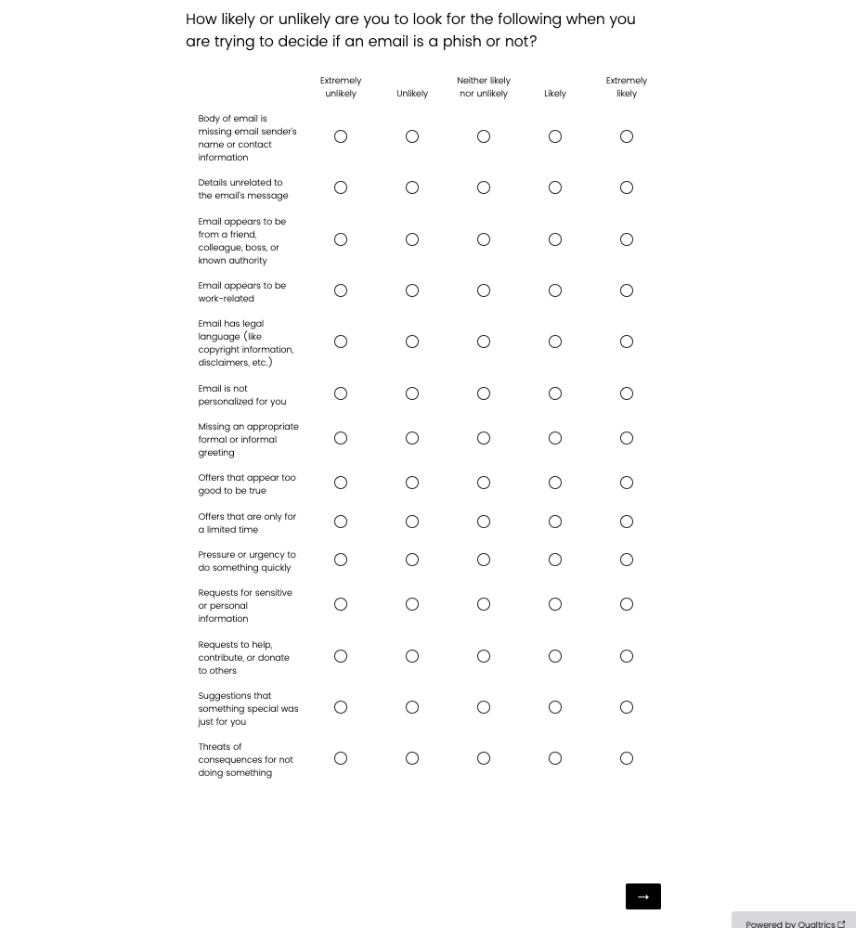 How likely or unlikely are you to look for the following when you
are trying to decide if an email is a phish or not?
Extremely
unlikely
Unlikely
Neither likely
nor unlikely
Likely
Extremely
likely
Body of email is
missing email sender's
name or contact
information
Details unrelated to
the email's message
Email appears to be
from a friend,
colleague, boss, or
known authority
Email appears to be
work-related
Email has legal
language (like
copyright information,
disclaimers, etc.)
Email is not
personalized for you
Missing an appropriate
formal or informal
greeting
Offers that appear too
good to be true
Offers that are only for
a limited time
Pressure or urgency to
do something quickly
Requests for sensitive
or personal
information
Requests to help,
contribute, or donate
to others
Suggestions that
something special was
just for you
Threats of
consequences for not
doing something
→
Powered by Qualtrics